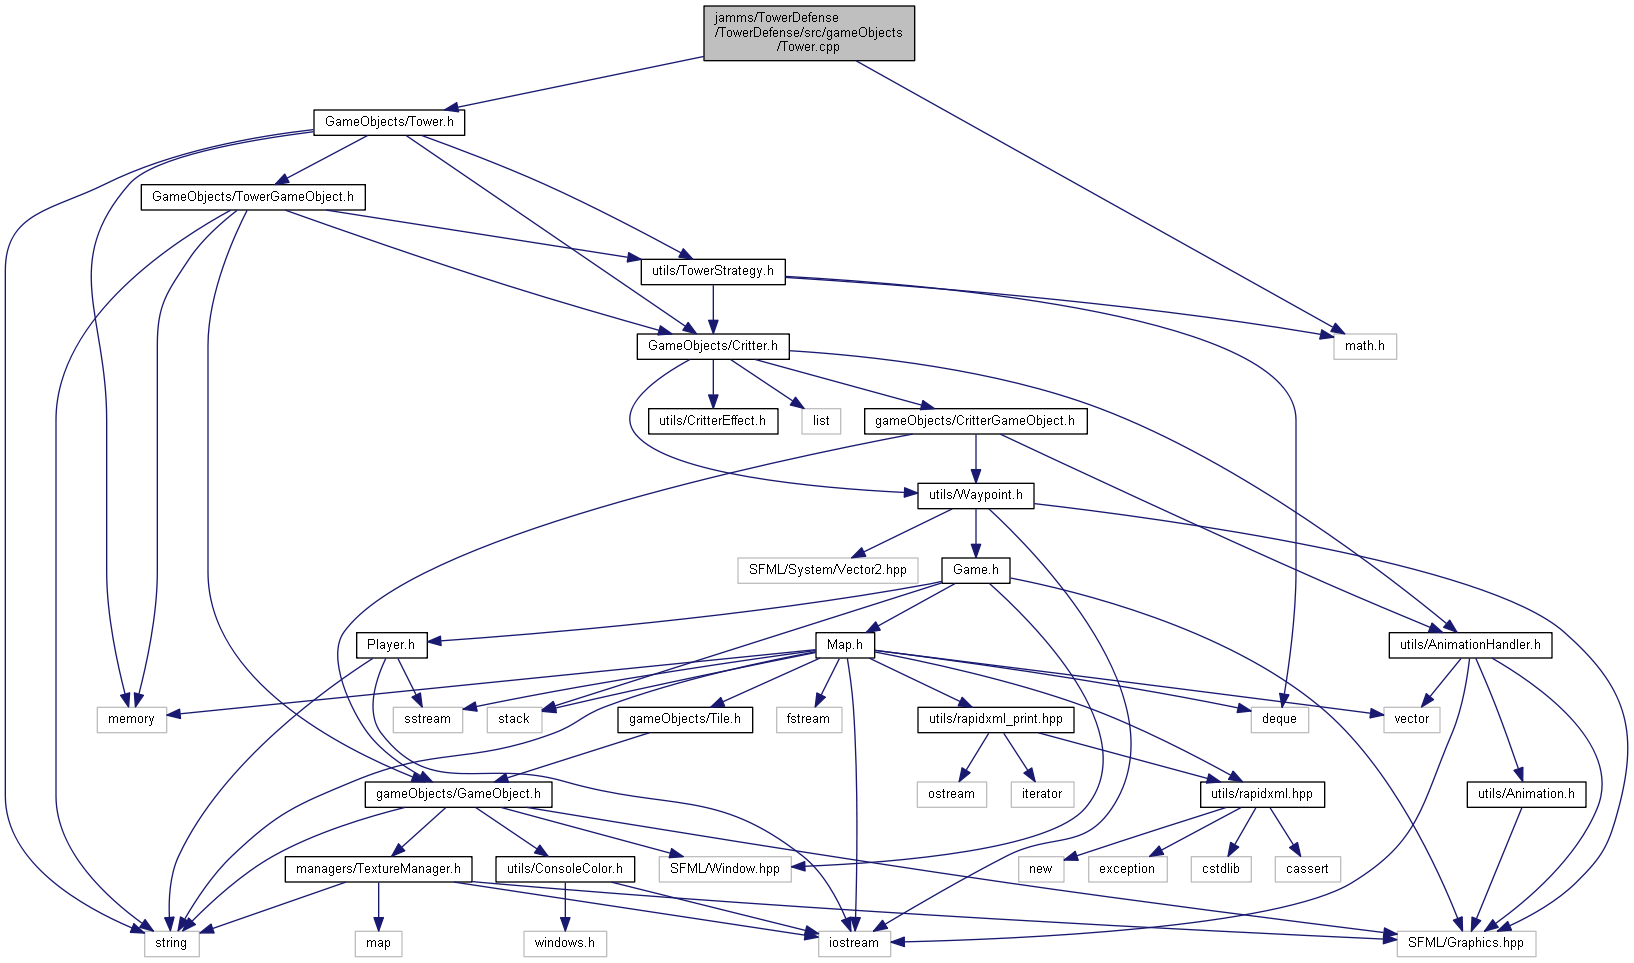 jamms/TowerDefense
/TowerDefense/src/gameObjects
/Tower.cpp
GameObjects/Tower.h
GameObjects/TowerGameObject.h
utils/TowerStrategy.h
GameObjects/Critter.h
math.h
utils/CritterEffect.h
list
gameObjects/CritterGameObject.h
utils/Waypoint.h
SFML/System/Vector2.hpp
Game.h
Player.h
Map.h
utils/AnimationHandler.h
memory
sstream
stack
gameObjects/Tile.h
fstream
utils/rapidxml_print.hpp
deque
vector
gameObjects/GameObject.h
ostream
iterator
utils/rapidxml.hpp
utils/Animation.h
managers/TextureManager.h
utils/ConsoleColor.h
SFML/Window.hpp
new
exception
cstdlib
cassert
string
map
windows.h
iostream
SFML/Graphics.hpp